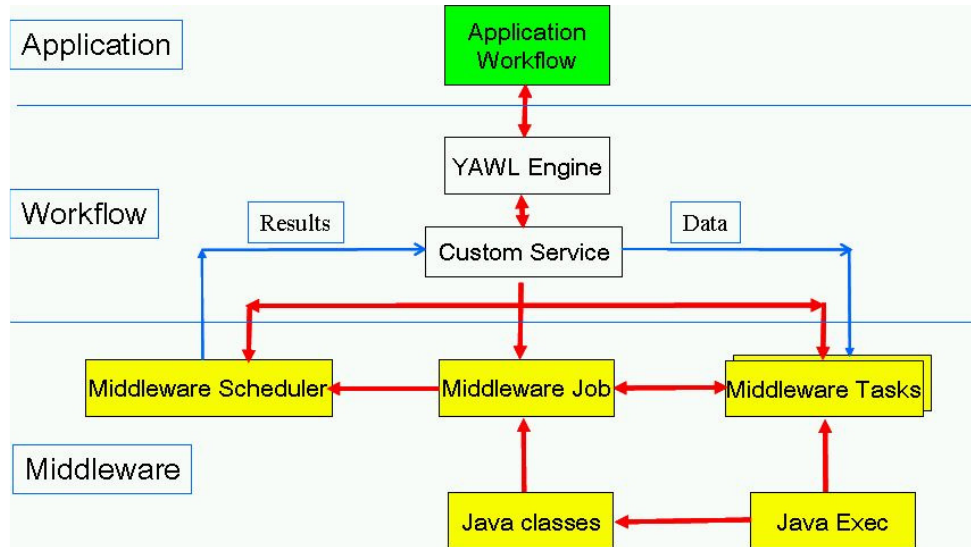 Application
Application
Workflow
YAWL Engine
Workflow
Results
Data
Custom Service
Middleware Scheduler
Middleware Job
Middleware Tasks
Middleware
Java classes
Java Exec